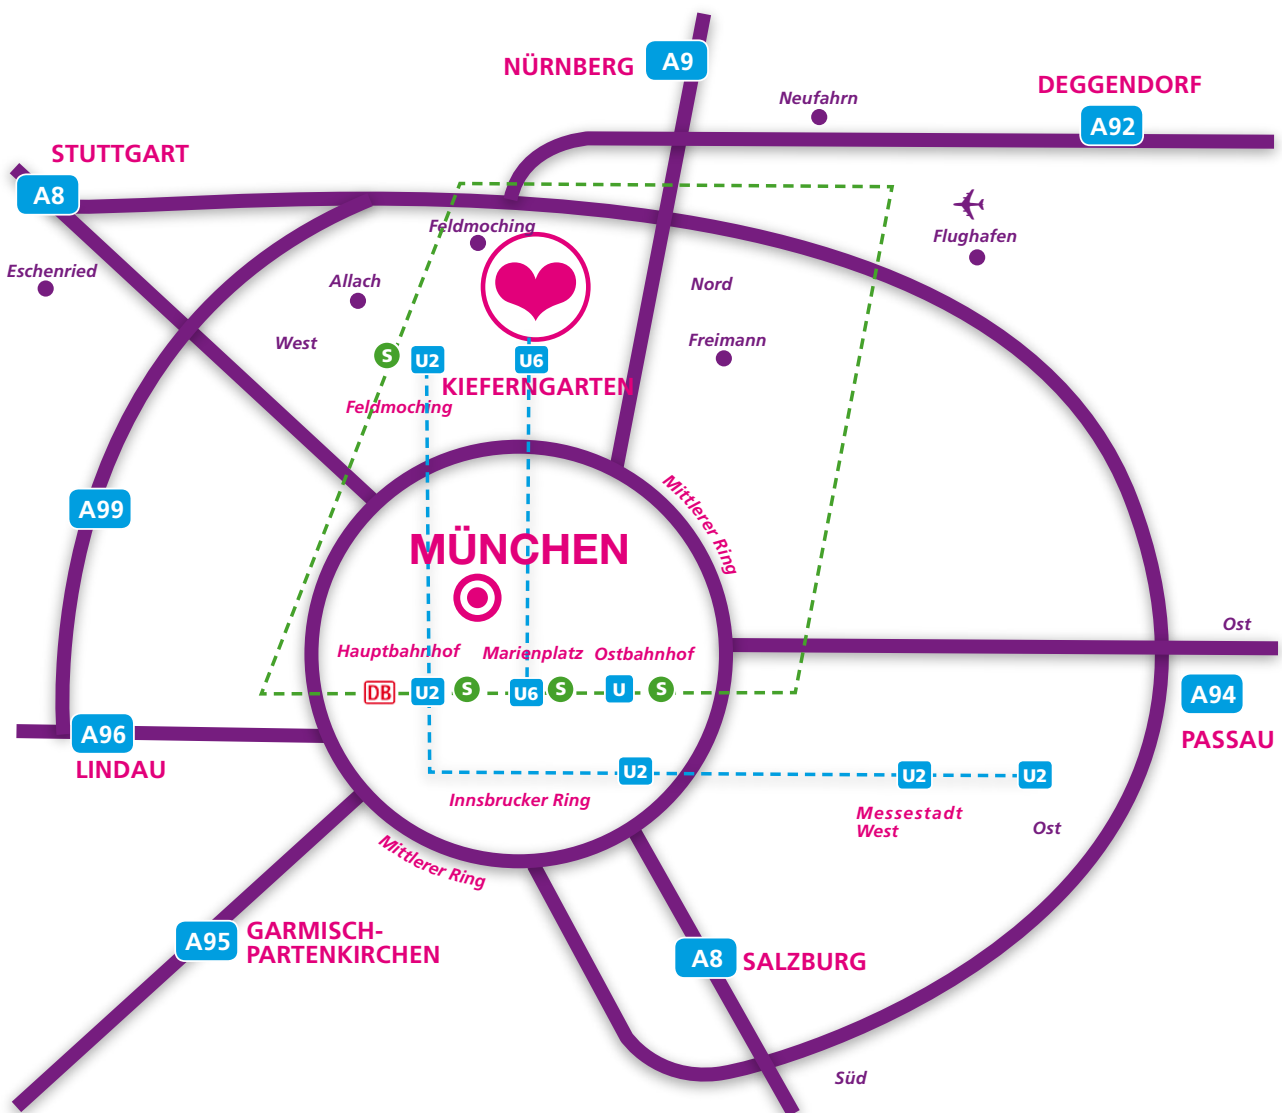 NÜRNBERG
A9
DEGGENDORF
Neufahrn
A92
STUTTGART
A8
Feldmoching
Flughafen
Eschenried
Allach
Nord
West
Freimann
S
U2
U6
KIEFERNGARTEN
Feldmoching
A99
Mittlerer Ring
MÜNCHEN
Ost
Hauptbahnhof
Marienplatz
Ostbahnhof
DB
U2
S
U6
S
U
S
A94
PASSAU
A96
LINDAU
U2
U2
U2
Innsbrucker Ring
Messestadt
West
Ost
Mittlerer Ring
A95
GARMISCH-
PARTENKIRCHEN
A8
SALZBURG
Süd